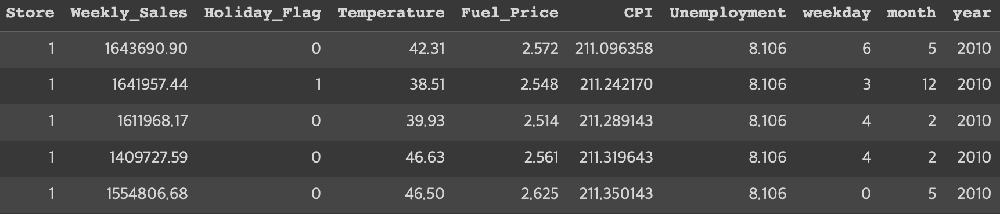 Store Weekly_Sales Holiday_Flag Temperature Fuel_Price CPI Unemployment weekday month year
1 1643690.90 0 42.31 2.572 211.096358 8.106 6 5 2010
1 1641957.44 1 38.51 2.548 211.242170 8.106 3 12 2010
1 1611968.17 0 39.93 2.514 211.289143 8.106 4 2 2010
1 1409727.59 0 46.63 2.561 211.319643 8.106 4 2 2010
1 1554806.68 0 46.50 2.625 211.350143 8.106 0 5 2010